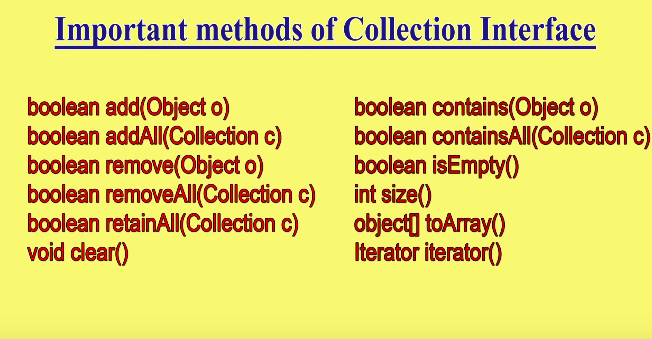 Important methods of Collection Interface
boolean add(Object o)
boolean addAll(Collection c)
boolean remove(Object o)
boolean removeAll(Collection c)
boolean retainAll(Collection c)
void clear()
boolean contains(Object o)
boolean containsAll(Collection c)
boolean isEmpty()
int size()
object[] toArray()
Iterator iterator()